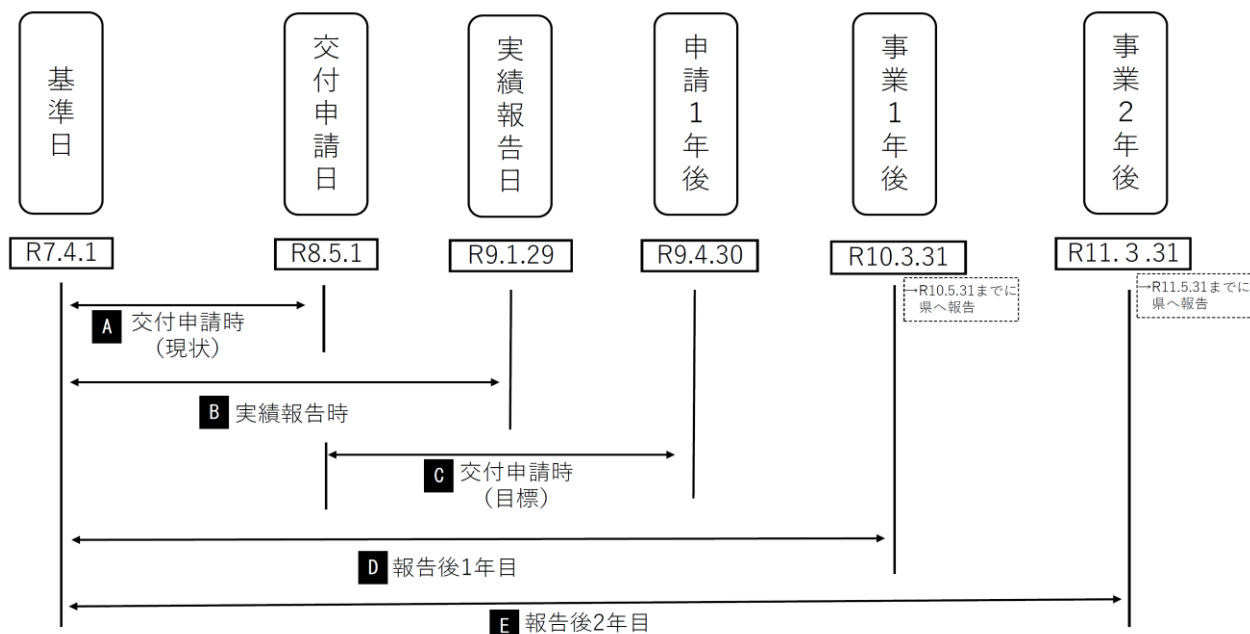 基準日
交付申請日
実績報告日
申請1年後
事業1年後
事業2年後
R7.4.1
R8.5.1
R9.1.29
R9.4.30
R10.3.31
R11.３.31
→R10.5.31までに
県へ報告
→R11.5.31までに
県へ報告
A 交付申請時
(現状)
B 実績報告時
C 交付申請時
(目標)
D 報告後1年目
E 報告後2年目